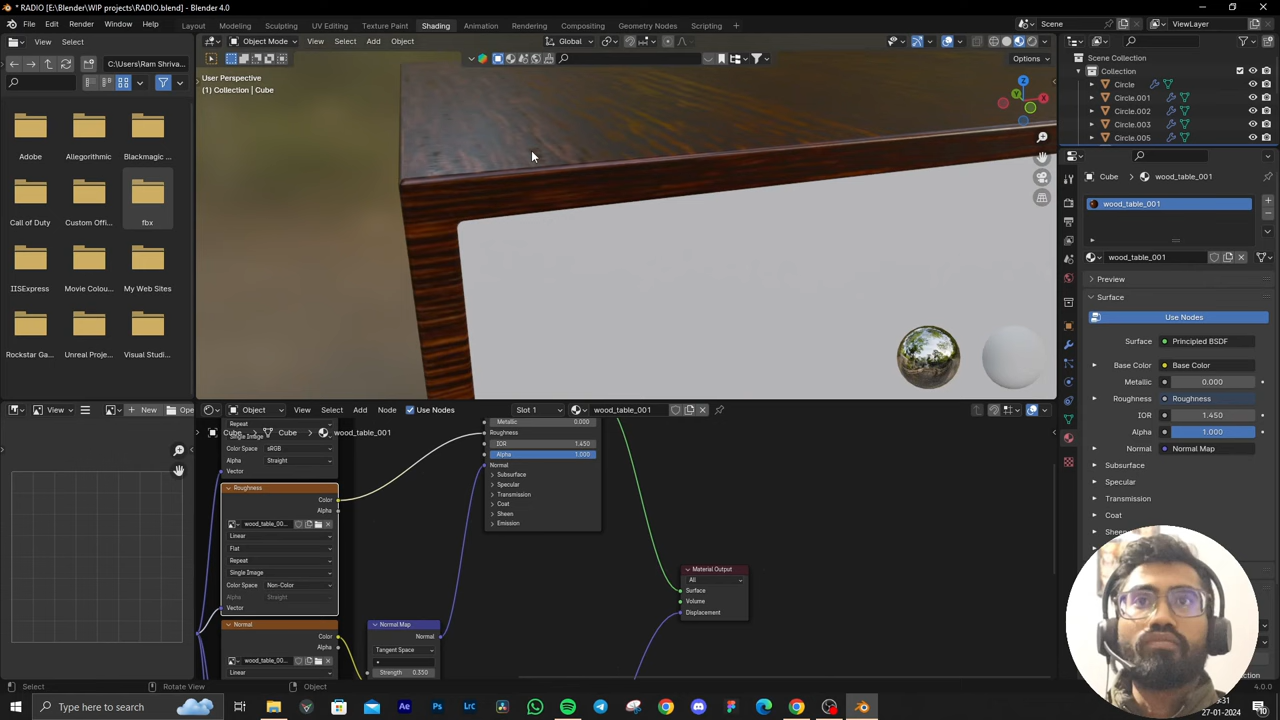 * RADIO [E:\Blender\WIP projects\RADIO.blend] - Blender 4.0
File Edit Render Window Help
Layout Modeling Sculpting UV Editing Texture Paint Shading Animation Rendering Compositing Geometry Nodes Scripting +
Scene
ViewLayer
View Select
C:\Users\Ram Shriva...
Object Mode View Select Add Object
Global
Options
Adobe Allegorithmic Blackmagic ...
Call of Duty Custom Offi... fbx
IISExpress Movie Colou... My Web Sites
Rockstar Ga... Unreal Proje... Visual Studi...
User Perspective
(1) Collection | Cube
Z
Y
X
Scene Collection
Collection
Circle
Circle.001
Circle.002
Circle.003
Circle.005
Cube wood_table_001
wood_table_001
wood_table_001
Preview
Surface
Use Nodes
Surface: Principled BSDF
Base Color Base Color
Metallic 0.000
Roughness Roughness
IOR 1.450
Alpha 1.000
Normal Normal Map
Subsurface
Specular
Transmission
Coat
View New Ope
Object View Select Add Node Use Nodes Slot 1 wood_table_001
Cube Cube wood_table_001
Repeat
Single Image
Color Space sRGB
Alpha Straight
Vector
Roughness
Color
Alpha
wood_table_00...
Linear
Flat
Repeat
Single Image
Color Space Non-Color
Alpha Straight
Vector
Normal
Color
Alpha
wood_table_00...
Linear
Normal Map
Normal
Tangent Space
Strength 0.350
Metallic 0.000
Roughness
IOR 1.450
Alpha 1.000
Normal
Subsurface
Specular
Transmission
Coat
Sheen
Emission
Material Output
All
Surface
Volume
Displacement
Select Rotate View Object
4.0.0
Type here to search
27-01-2024